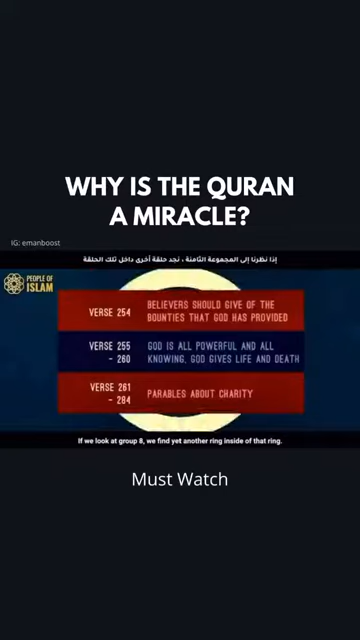 WHY IS THE QURAN
A MIRACLE?
IG: emanboost
إذا نظرنا إلى المجموعة الثامنة ، نجد حلقة أخرى داخل تلك الحلقة
PEOPLE OF
ISLAM
VERSE 254
BELIEVERS SHOULD GIVE OF THE
BOUNTIES THAT GOD HAS PROVIDED
VERSE 255
- 260
GOD IS ALL POWERFUL AND ALL
KNOWING, GOD GIVES LIFE AND DEATH
VERSE 261
- 284
PARABLES ABOUT CHARITY
If we look at group 8, we find yet another ring inside of that ring.
Must Watch